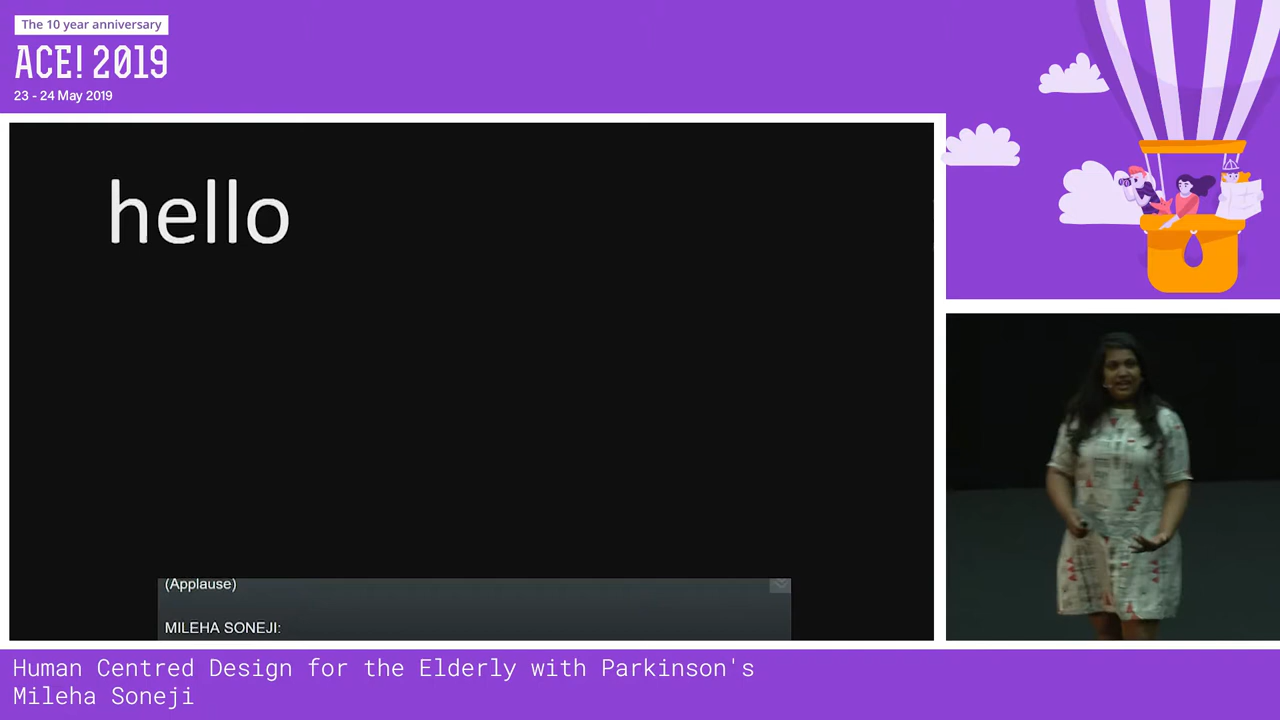 The 10 year anniversary
ACE! 2019
23 - 24 May 2019
hello
(Applause)
MILEHA SONEJI:
Human Centred Design for the Elderly with Parkinson's
Mileha Soneji